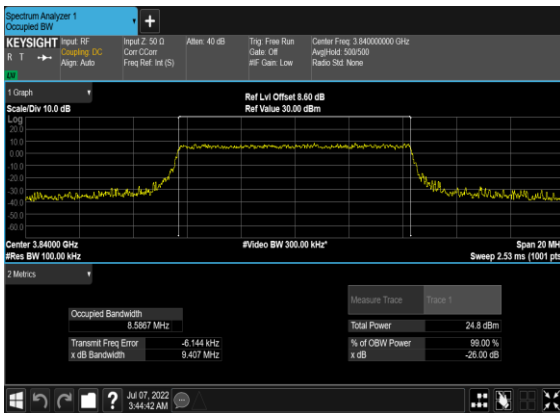 Spectrum Analyzer 1
Occupied BW
+
KEYSIGHT Input: RF Input Z: 50 Ω Atten: 40 dB Trig: Free Run Center Freq: 3.840000000 GHz
R T Coupling: DC Corr CCorr Gate: Off Avg|Hold: 500/500
Align: Auto Freq Ref: Int (S) #IF Gain: Low Radio Std: None
LV
1 Graph
Ref Lvl Offset 8.60 dB
Scale/Div 10.0 dB Ref Value 30.00 dBm
Log
20.0
10.0
0.00
-10.0
-20.0
-30.0
-40.0
-50.0
-60.0
Center 3.84000 GHz #Video BW 300.00 kHz* Span 20 MH
#Res BW 100.00 kHz Sweep 2.53 ms (1001 pts
2 Metrics
Measure Trace Trace 1
Occupied Bandwidth
8.5867 MHz Total Power 24.8 dBm
Transmit Freq Error -6.144 kHz % of OBW Power 99.00 %
x dB Bandwidth 9.407 MHz x dB -26.00 dB
? Jul 07, 2022
3:44:42 AM